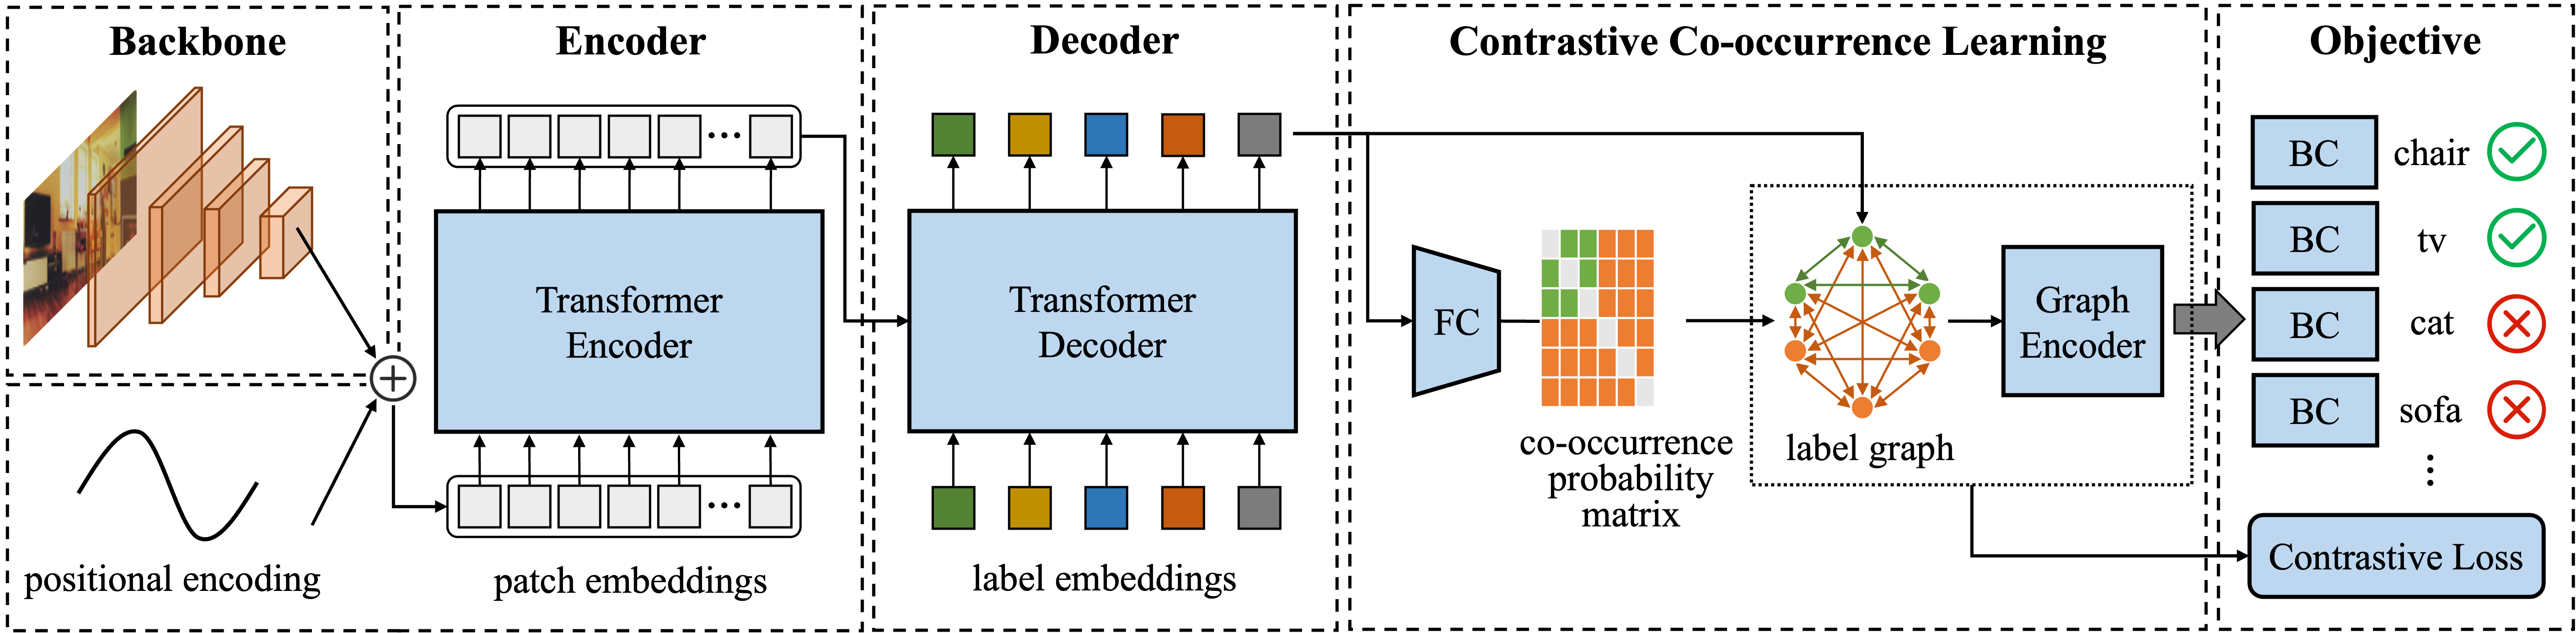 Backbone
Encoder
Decoder
Contrastive Co-occurrence Learning
Objective
Transformer
Encoder
Transformer
Decoder
FC
Graph
Encoder
BC chair
BC tv
BC cat
BC sofa
co-occurrence
probability
matrix
label graph
positional encoding
patch embeddings
label embeddings
Contrastive Loss